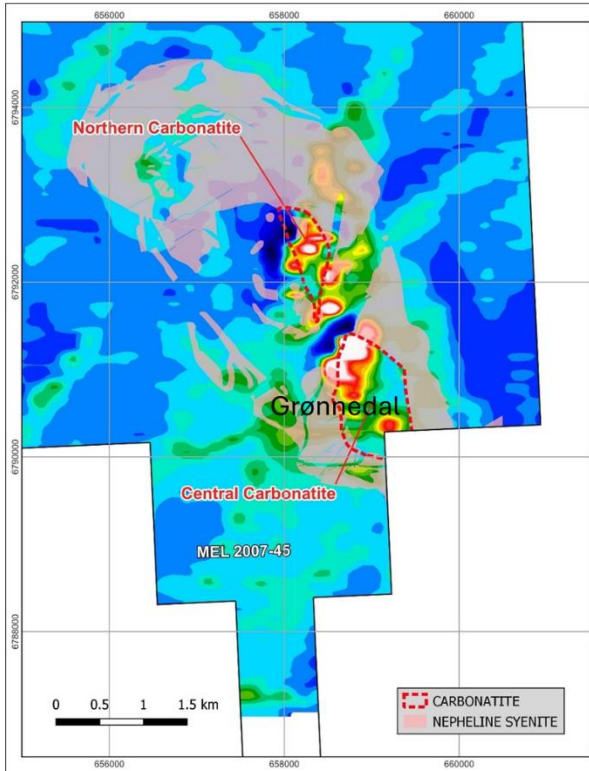 656000
658000
660000
6794000
Northern Carbonatite
6792000
Grønnedal
6790000
Central Carbonatite
MEL 2007-45
6788000
0 0.5 1 1.5 km
CARBONATITE
NEPHELINE SYENITE
656000
658000
660000